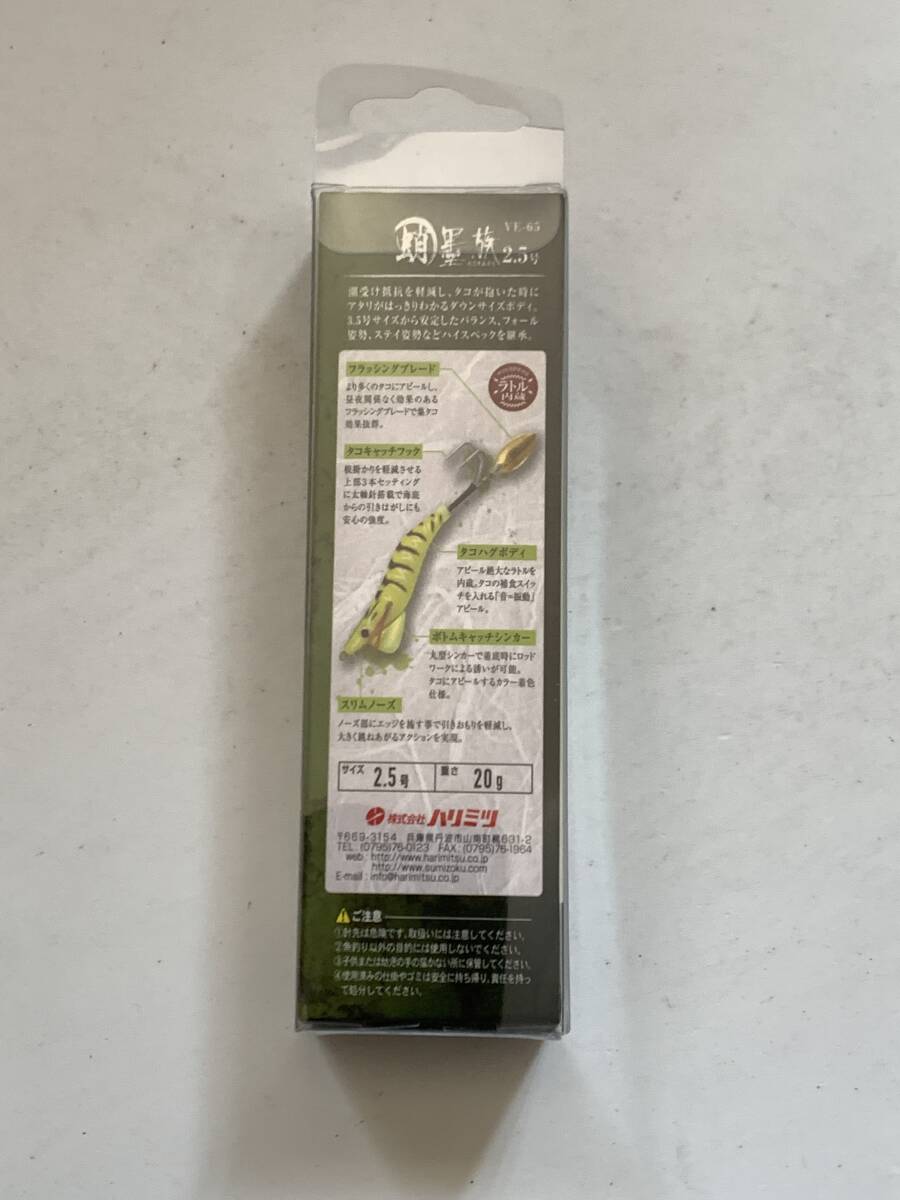 VE-65
蛸墨族 2.5号
潮受け抵抗を軽減し、タコが抱いた時に
アタリがはっきりわかるダウンサイズボディ。
3.5号サイズから安定したバランス、フォール
姿勢、ステイ姿勢などハイスペックを継承。
フラッシングブレード
より多くのタコにアピールし、
昼夜関係なく効果のある
フラッシングブレードで集タコ
効果抜群。
ラトル
内蔵
タコキャッチフック
根掛かりを軽減させる
上部3本セッティング
に太軸針搭載で海底
からの引きはがしにも
安心の強度。
タコハグボディ
アピール絶大なラトルを
内蔵。タコの補食スイッ
チを入れる「音=振動」
アピール。
ボトムキャッチシンカー
丸型シンカーで着底時にロッド
ワークによる誘いが可能。
タコにアピールするカラー着色
仕様。
スリムノーズ
ノーズ部にエッジを施す事で引きおもりを軽減し、
大きく跳ねあがるアクションを実現。
サイズ 2.5号 重さ 20g
株式会社ハリミツ
〒669-3154 兵庫県丹波市山南町梶631-2
TEL:(0795)76-0123 FAX:(0795)76-1964
web:http://www.harimitsu.co.jp
http://www.sumizoku.com
E-mail:info@harimitsu.co.jp
ご注意
①針先は危険です。取扱いには注意してください。
②魚釣り以外の目的には使用しないでください。
③子供または幼児の手の届かない所に保管してください。
④使用済みの仕掛やゴミは安全に持ち帰り、責任を持っ
て処分してください。